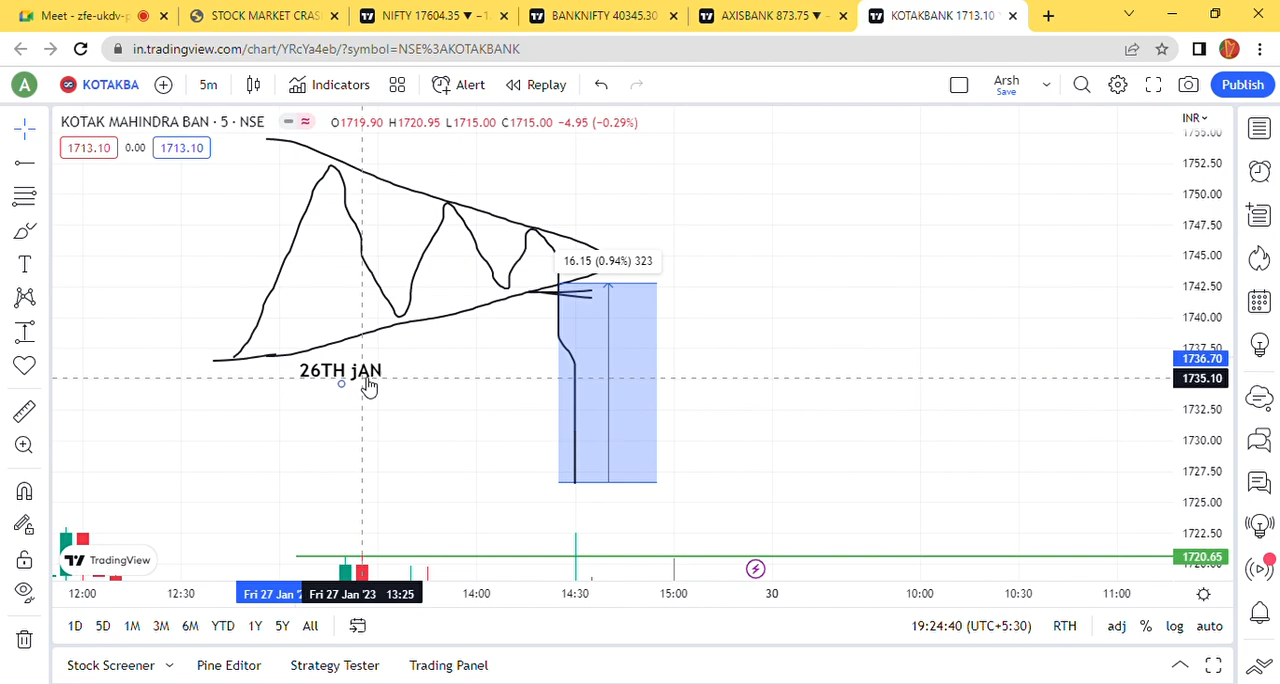 Meet - zfe-ukdv-p
STOCK MARKET CRAS
NIFTY 17604.35 ▼ −1.
BANKNIFTY 40345.30
AXISBANK 873.75 ▼ −
KOTAKBANK 1713.10
in.tradingview.com/chart/YRcYa4eb/?symbol=NSE%3AKOTAKBANK
A
KOTAKBA
5m
Indicators
Alert
Replay
Arsh
Save
Publish
KOTAK MAHINDRA BAN · 5 · NSE
O1719.90 H1720.95 L1715.00 C1715.00 −4.95 (−0.29%)
INR
1713.10 0.00 1713.10
1755.00
1752.50
1750.00
1747.50
1745.00
16.15 (0.94%) 323
1742.50
1740.00
1737.50
1736.70
26TH jAN
1735.10
1732.50
1730.00
1727.50
1725.00
1722.50
1720.65
TradingView
12:00 12:30 Fri 27 Jan '2 Fri 27 Jan '23 13:25 14:00 14:30 15:00 30 10:00 10:30 11:00
1D 5D 1M 3M 6M YTD 1Y 5Y All
19:24:40 (UTC+5:30) RTH adj % log auto
Stock Screener Pine Editor Strategy Tester Trading Panel